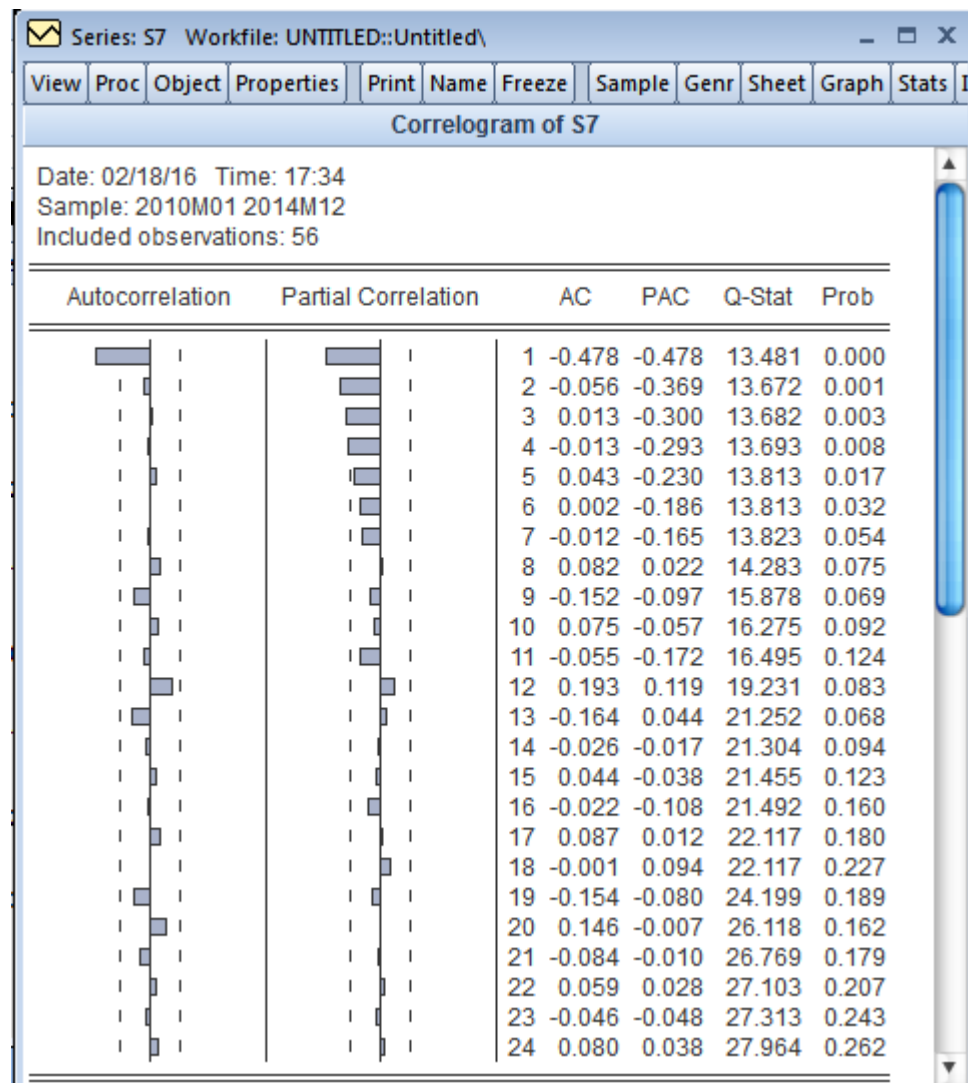 Series: S7 Workfile: UNTITLED::Untitled\
View Proc Object Properties Print Name Freeze Sample Genr Sheet Graph Stats
Correlogram of S7
Date: 02/18/16 Time: 17:34
Sample: 2010M01 2014M12
Included observations: 56
Autocorrelation Partial Correlation AC PAC Q-Stat Prob
1 -0.478 -0.478 13.481 0.000
2 -0.056 -0.369 13.672 0.001
3 0.013 -0.300 13.682 0.003
4 -0.013 -0.293 13.693 0.008
5 0.043 -0.230 13.813 0.017
6 0.002 -0.186 13.813 0.032
7 -0.012 -0.165 13.823 0.054
8 0.082 0.022 14.283 0.075
9 -0.152 -0.097 15.878 0.069
10 0.075 -0.057 16.275 0.092
11 -0.055 -0.172 16.495 0.124
12 0.193 0.119 19.231 0.083
13 -0.164 0.044 21.252 0.068
14 -0.026 -0.017 21.304 0.094
15 0.044 -0.038 21.455 0.123
16 -0.022 -0.108 21.492 0.160
17 0.087 0.012 22.117 0.180
18 -0.001 0.094 22.117 0.227
19 -0.154 -0.080 24.199 0.189
20 0.146 -0.007 26.118 0.162
21 -0.084 -0.010 26.769 0.179
22 0.059 0.028 27.103 0.207
23 -0.046 -0.048 27.313 0.243
24 0.080 0.038 27.964 0.262